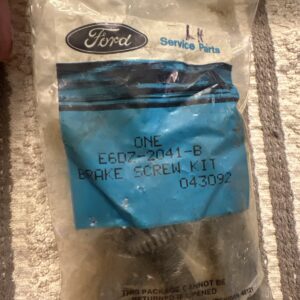 LH
Ford
Service Parts
ONE
E6DZ-2041-B
BRAKE SCREW KIT
043092
THIS PACKAGE CANNOT BE
RETURNED IF OPENED